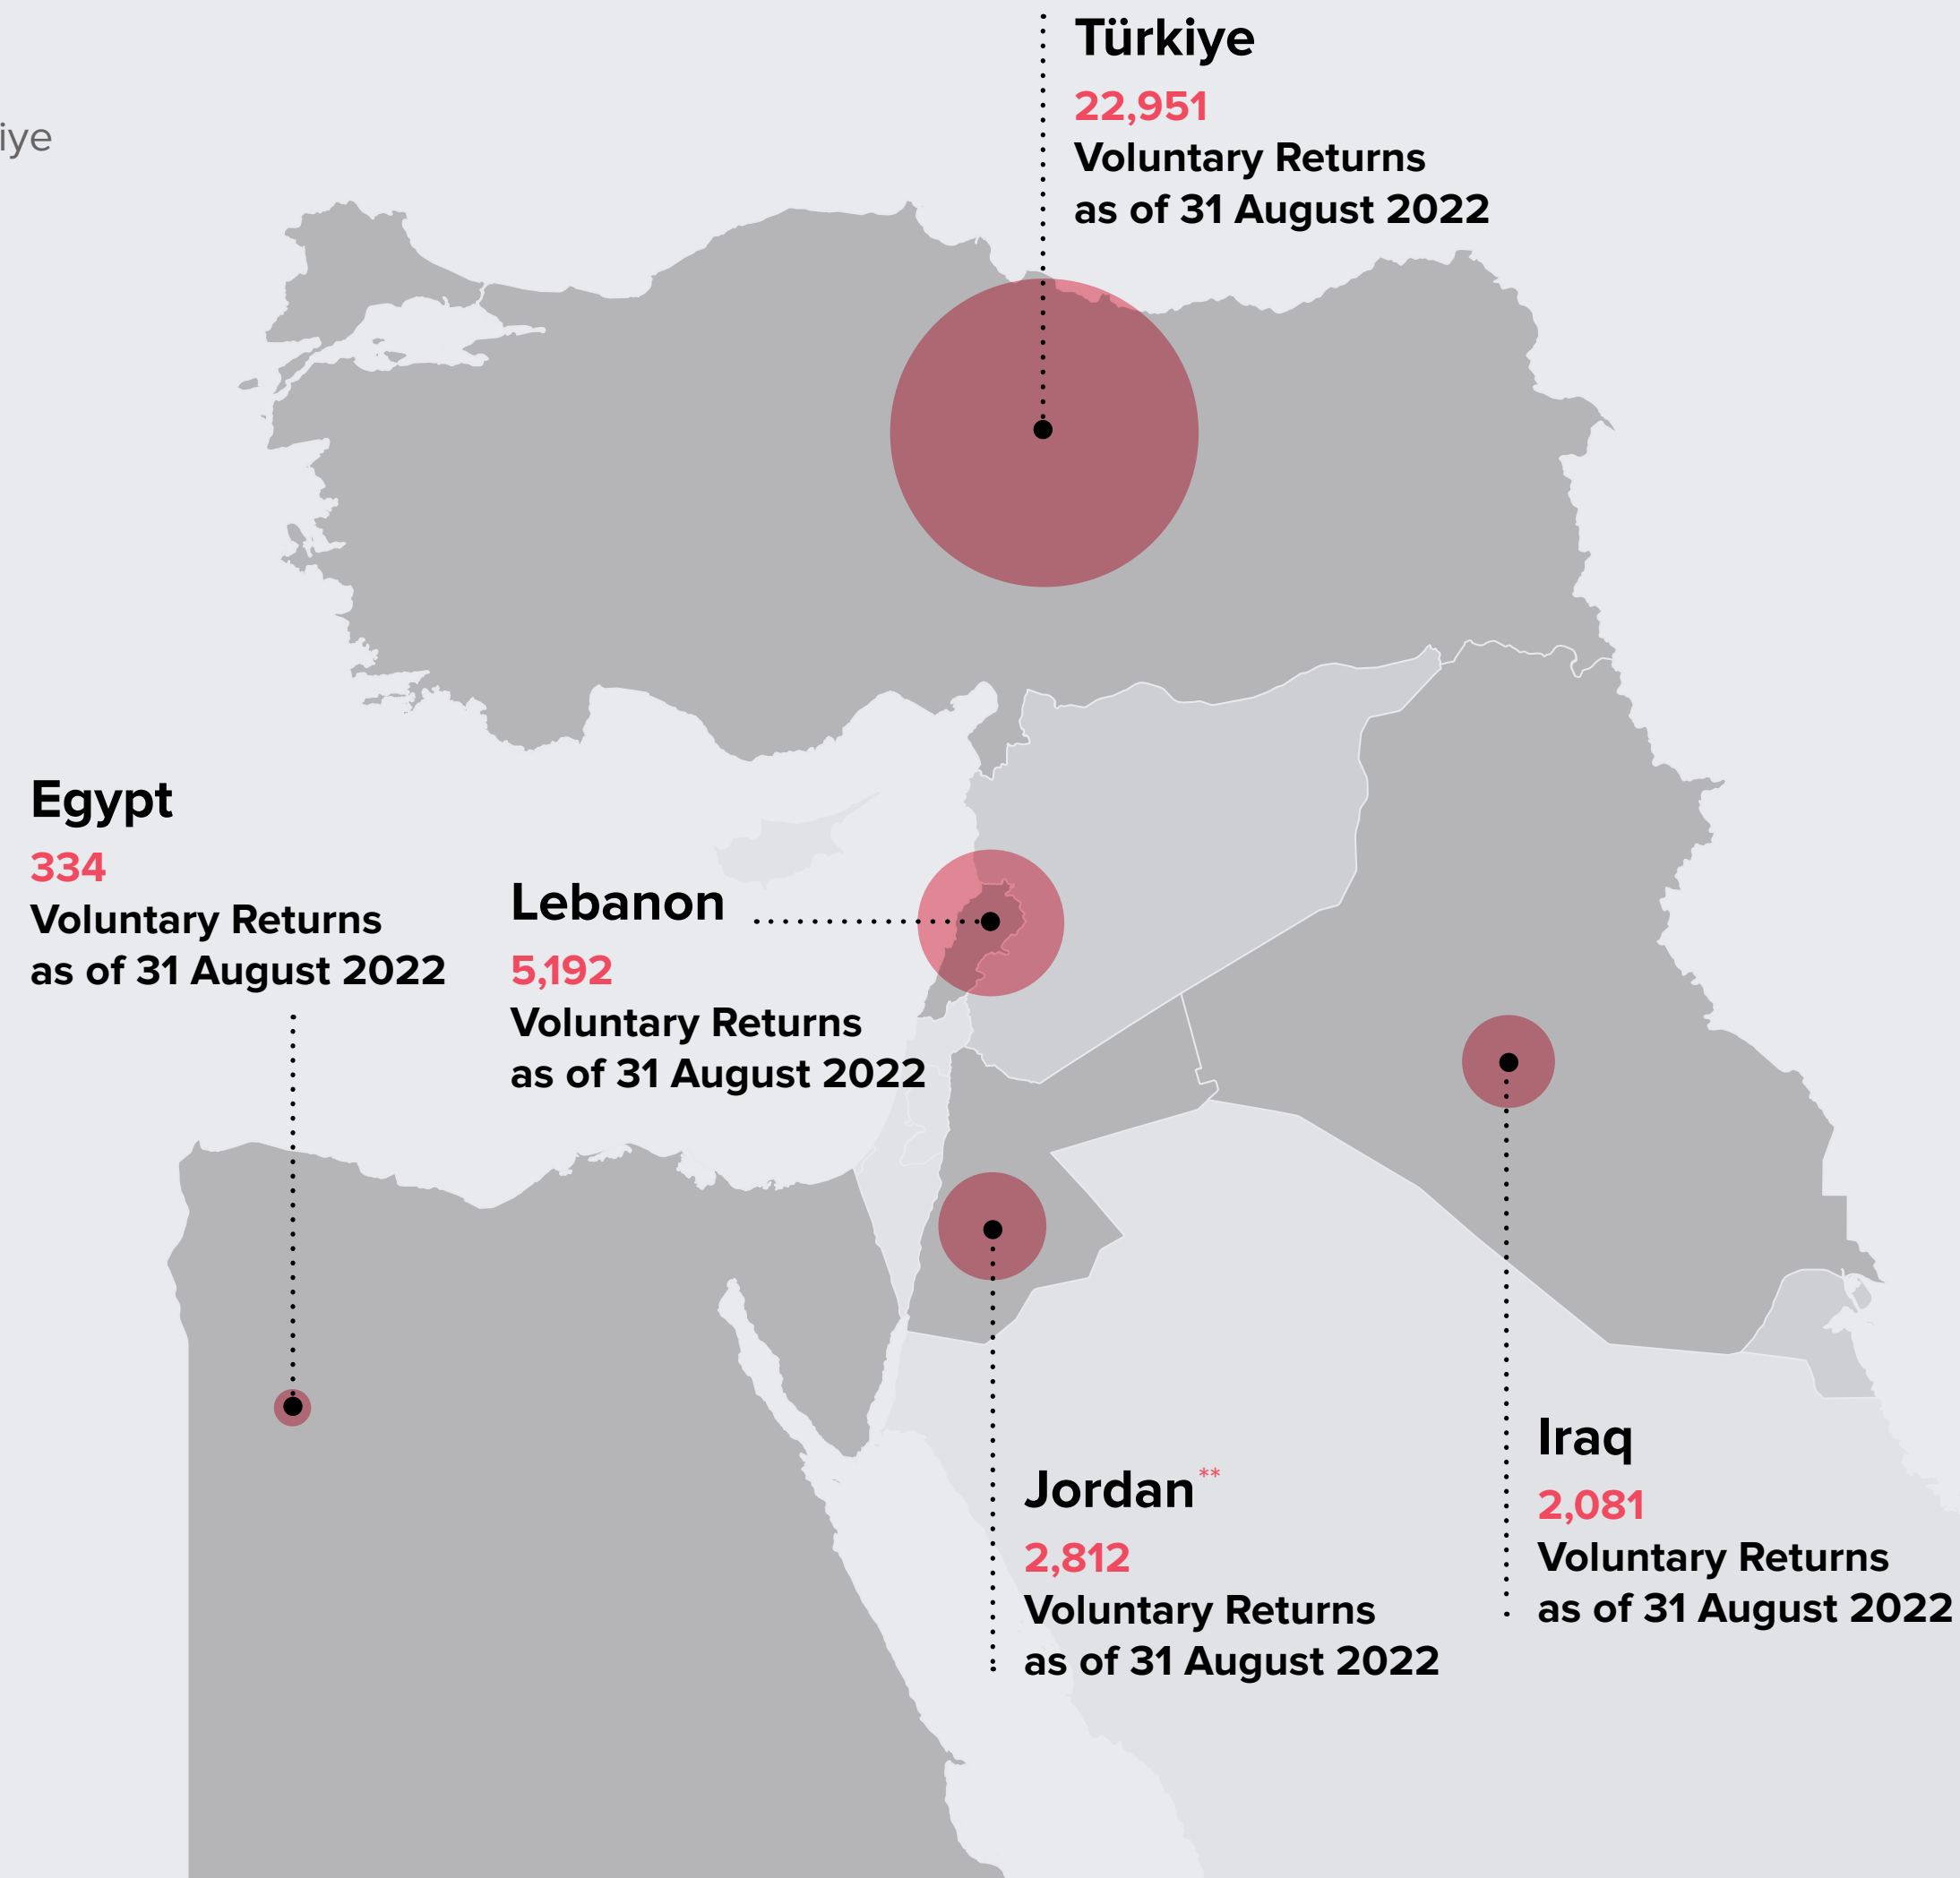 Türkiye
22,951
Voluntary Returns
as of 31 August 2022
iye
Egypt
334
Voluntary Returns
as of 31 August 2022
Lebanon
5,192
Voluntary Returns
as of 31 August 2022
Jordan**
2,812
Voluntary Returns
as of 31 August 2022
Iraq
2,081
Voluntary Returns
as of 31 August 2022